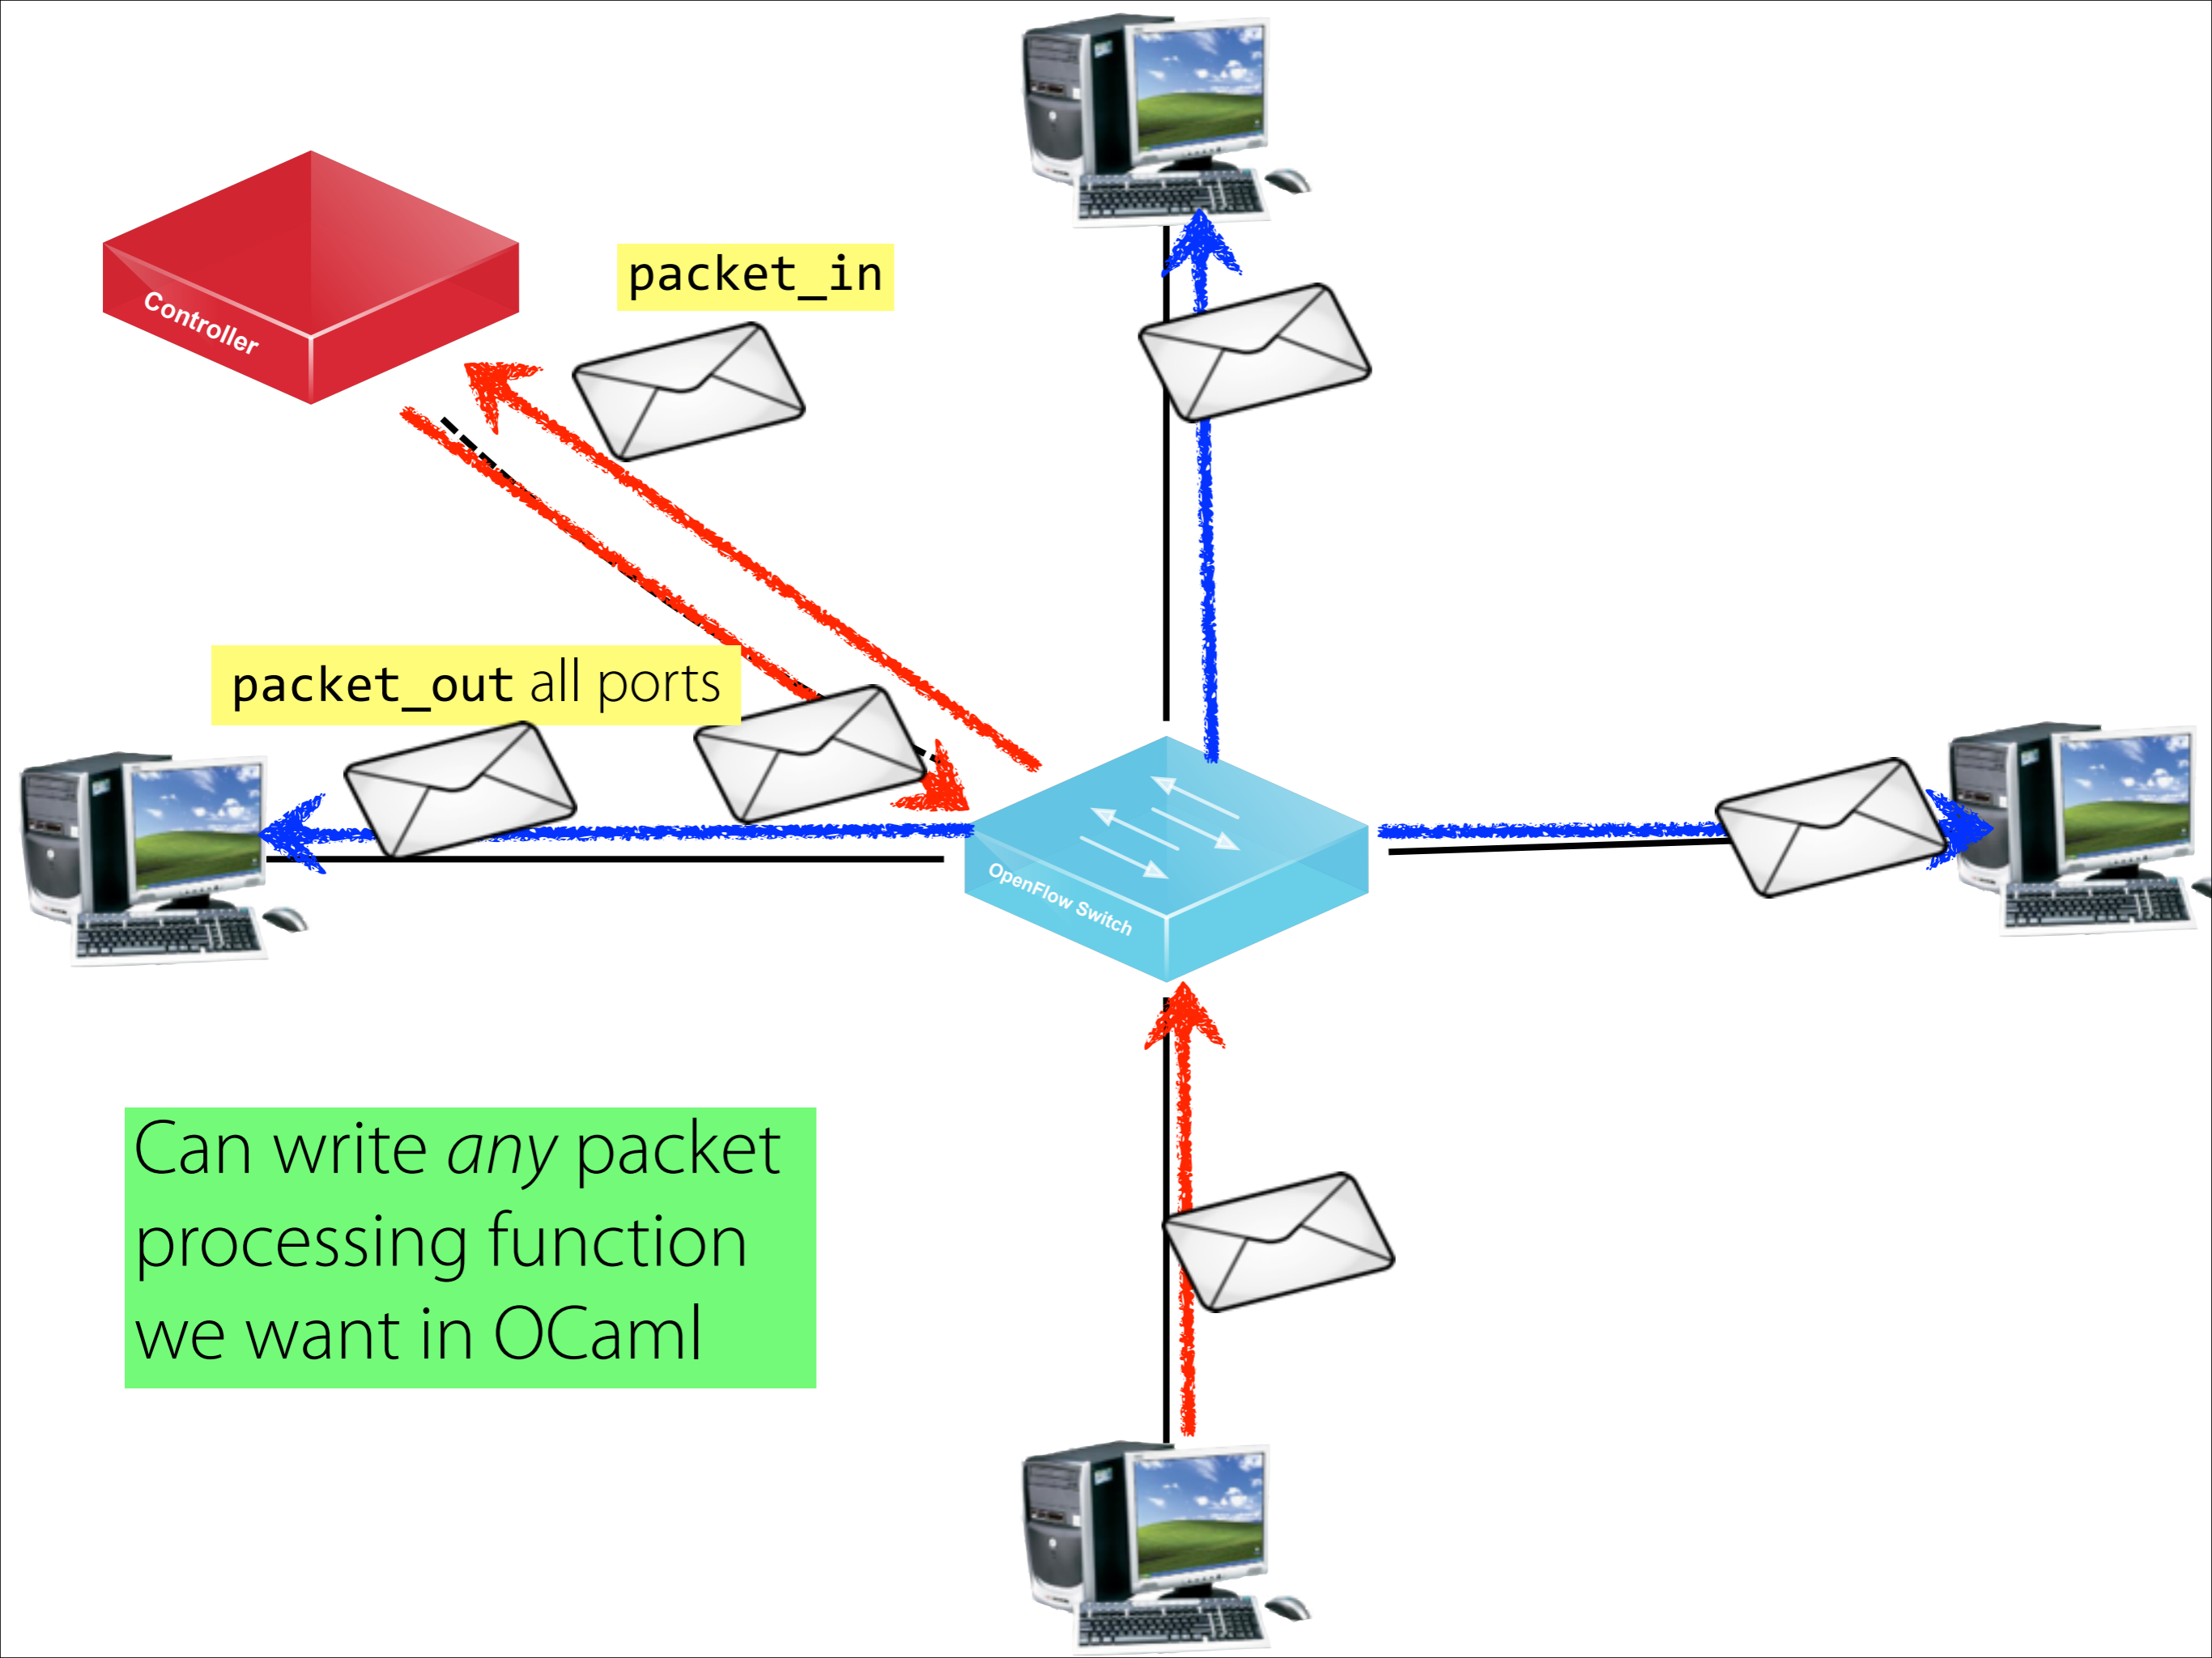 packet_in
Controller
packet_out all ports
OpenFlow Switch
Can write any packet
processing function
we want in OCaml